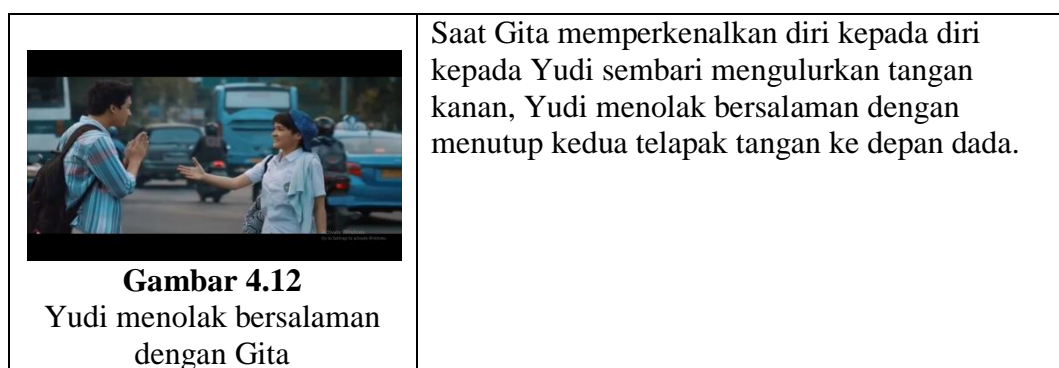 Saat Gita memperkenalkan diri kepada diri
kepada Yudi sembari mengulurkan tangan
kanan, Yudi menolak bersalaman dengan
menutup kedua telapak tangan ke depan dada.
Gambar 4.12
Yudi menolak bersalaman
dengan Gita